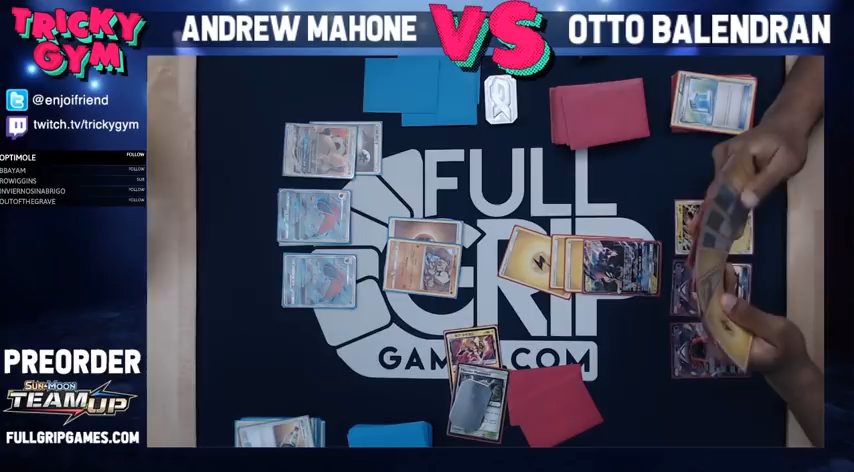 TRICKY GYM
ANDREW MAHONE
VS
OTTO BALENDRAN
@enjoifriend
twitch.tv/trickygym
OPTIMOLE FOLLOW
BBAYAM FOLLOW
ROWIGGINS SUB
INVIERNOSINABRIGO FOLLOW
OUTOFTHEGRAVE FOLLOW
FULL
GRIP
GAMES.COM
PREORDER
SUN & MOON
TEAM UP
FULLGRIPGAMES.COM